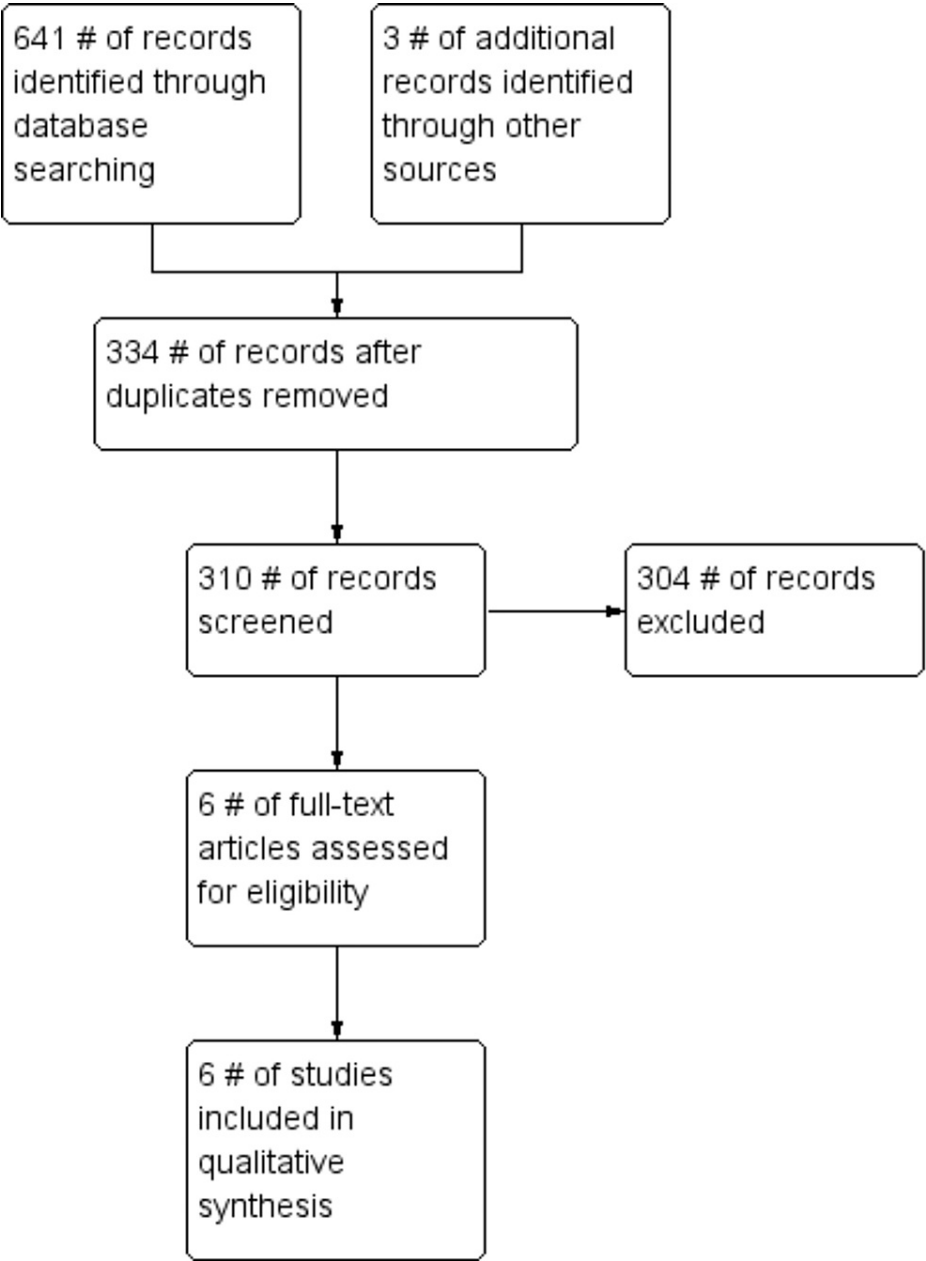 641 # of records
identified through
database
searching
3 # of additional
records identified
through other
sources
334 # of records after
duplicates removed
310 # of records
screened
304 # of records
excluded
6 # of full-text
articles assessed
for eligibility
6 # of studies
included in
qualitative
synthesis